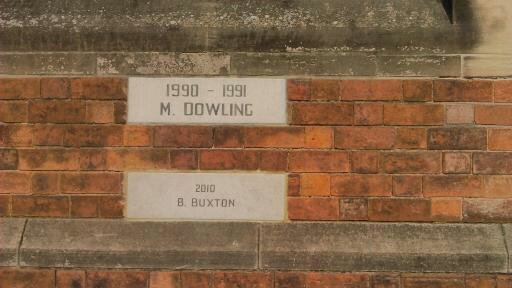 1990 - 1991
M. DOWLING
2010
B. BUXTON